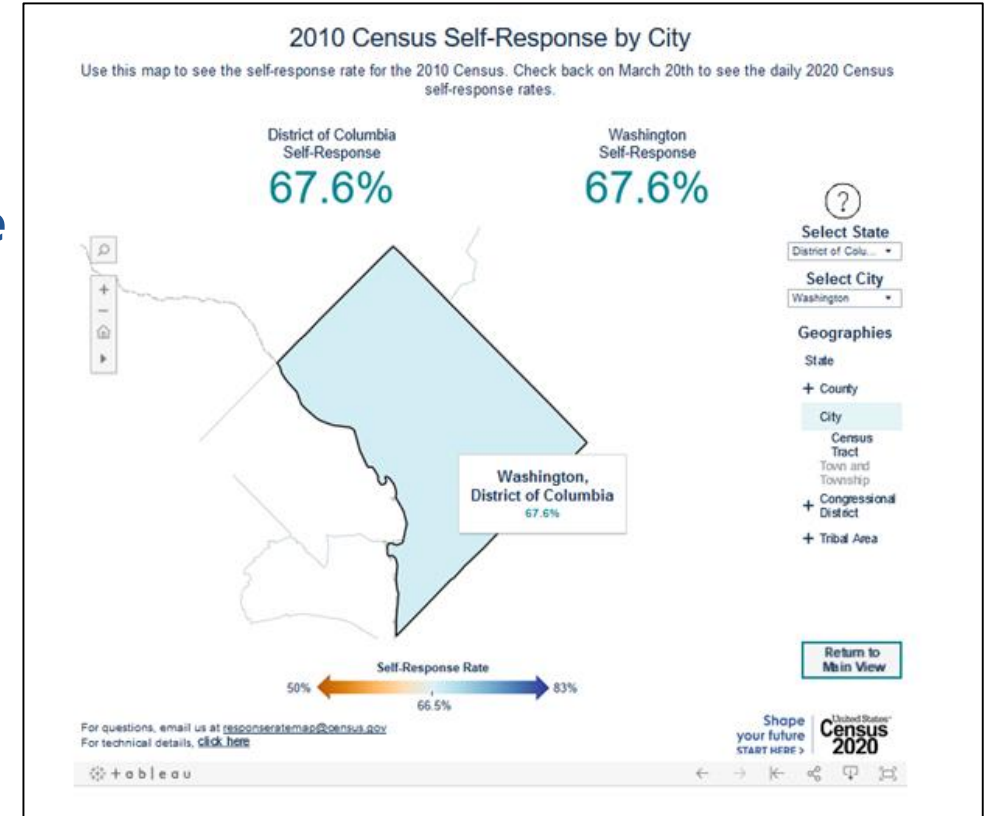 2010 Census Self-Response by City
Use this map to see the self-response rate for the 2010 Census. Check back on March 20th to see the daily 2020 Census
self-response rates.
District of Columbia
Self-Response
67.6%
Washington
Self-Response
67.6%
e
?
Select State
District of Colu...
Select City
Washington
Geographies
State
+ County
City
Census
Tract
Town and
Township
+ Congressional
District
+ Tribal Area
+
−
Washington,
District of Columbia
67.6%
Return to
Main View
Self-Response Rate
50%
83%
66.5%
For questions, email us at responseratemap@census.gov
For technical details, click here
Shape
your future
START HERE >
United States®
Census
2020
+ a b l e a u